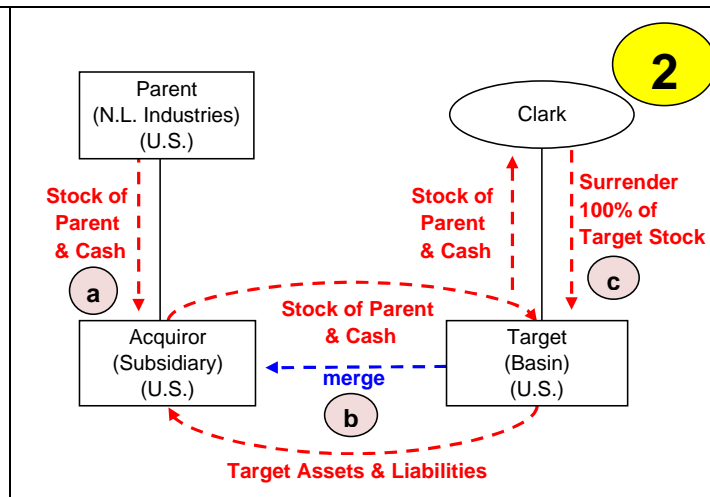 2
Parent
(N.L. Industries)
(U.S.)
Clark
Stock of
Parent
& Cash
a
Stock of
Parent
& Cash
Surrender
100% of
Target Stock
c
Stock of Parent
& Cash
Acquiror
(Subsidiary)
(U.S.)
merge
b
Target
(Basin)
(U.S.)
Target Assets & Liabilities